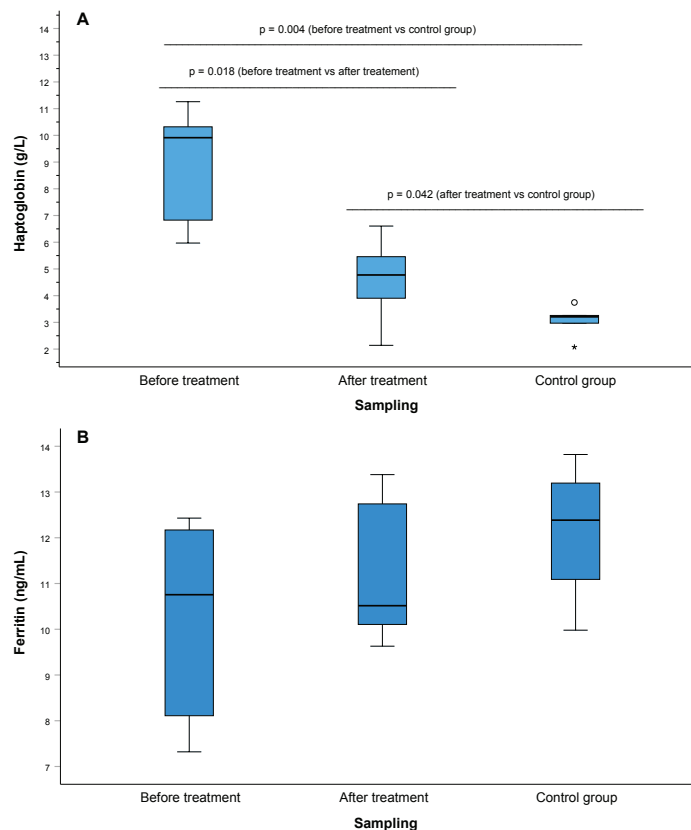 A
p = 0.004 (before treatment vs control group)
p = 0.018 (before treatment vs after treatement)
p = 0.042 (after treatment vs control group)
Haptoglobin (g/L)
14
13
12
11
10
9
8
7
6
5
4
3
2
*
Before treatment After treatment Control group
Sampling
B
Ferritin (ng/mL)
14
13
12
11
10
9
8
7
Before treatment After treatment Control group
Sampling